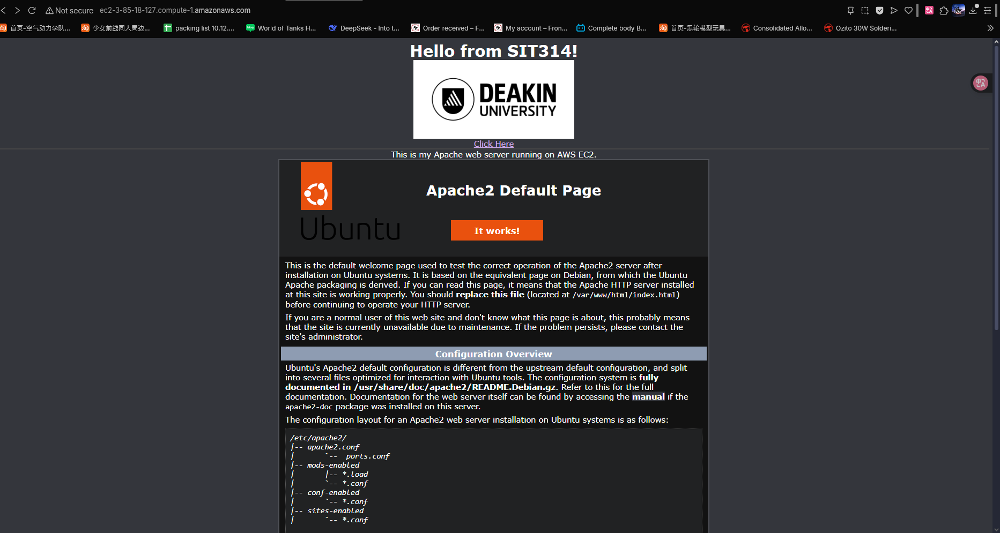 Not secure ec2-3-85-18-127.compute-1.amazonaws.com
首页-空气动力学队... 少女前线同人周边... packing list 10.12.... World of Tanks H... DeepSeek - Into t... Order received – F... My account – Fron... Complete body B... 首页-黑轮模型玩具... Consolidated Allo... Ozito 30W Solderi...
Hello from SIT314!
DEAKIN
UNIVERSITY
Click Here
This is my Apache web server running on AWS EC2.
Apache2 Default Page
Ubuntu
It works!
This is the default welcome page used to test the correct operation of the Apache2 server after
installation on Ubuntu systems. It is based on the equivalent page on Debian, from which the Ubuntu
Apache packaging is derived. If you can read this page, it means that the Apache HTTP server installed
at this site is working properly. You should replace this file (located at /var/www/html/index.html)
before continuing to operate your HTTP server.
If you are a normal user of this web site and don't know what this page is about, this probably means
that the site is currently unavailable due to maintenance. If the problem persists, please contact the
site's administrator.
Configuration Overview
Ubuntu's Apache2 default configuration is different from the upstream default configuration, and split
into several files optimized for interaction with Ubuntu tools. The configuration system is fully
documented in /usr/share/doc/apache2/README.Debian.gz. Refer to this for the full
documentation. Documentation for the web server itself can be found by accessing the manual if the
apache2-doc package was installed on this server.
The configuration layout for an Apache2 web server installation on Ubuntu systems is as follows:
/etc/apache2/
|-- apache2.conf
|       `--  ports.conf
|-- mods-enabled
|       |-- *.load
|       `-- *.conf
|-- conf-enabled
|       `-- *.conf
|-- sites-enabled
|       `-- *.conf